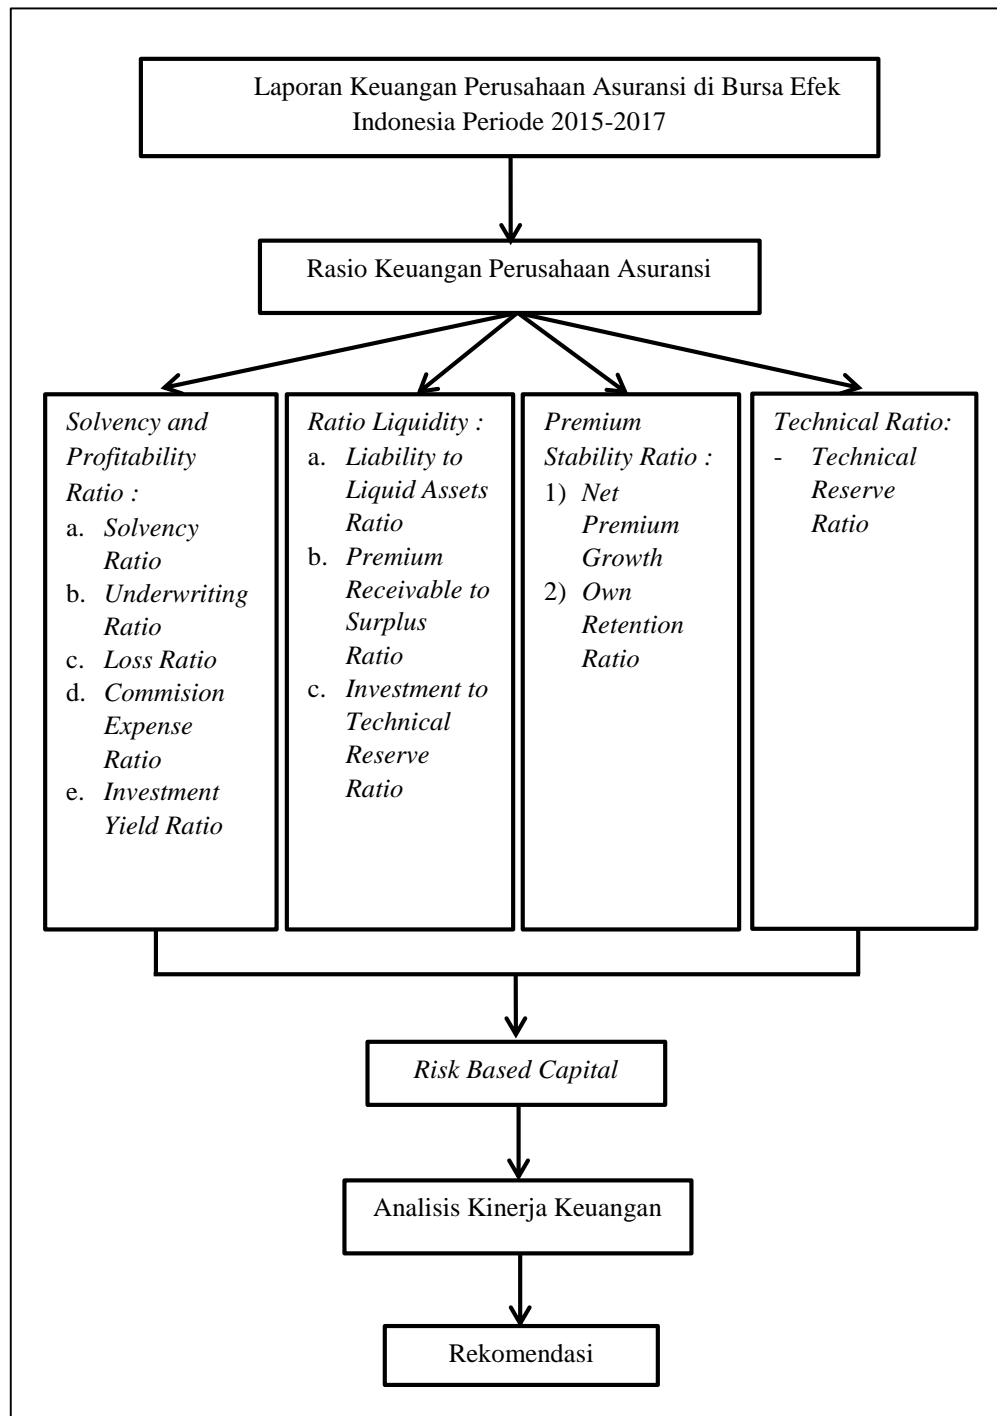 Laporan Keuangan Perusahaan Asuransi di Bursa Efek
Indonesia Periode 2015-2017
Rasio Keuangan Perusahaan Asuransi
Solvency and
Profitability
Ratio :
a. Solvency
Ratio
b. Underwriting
Ratio
c. Loss Ratio
d. Commision
Expense
Ratio
e. Investment
Yield Ratio
Ratio Liquidity :
a. Liability to
Liquid Assets
Ratio
b. Premium
Receivable to
Surplus
Ratio
c. Investment to
Technical
Reserve
Ratio
Premium
Stability Ratio :
1) Net
Premium
Growth
2) Own
Retention
Ratio
Technical Ratio:
- Technical
Reserve
Ratio
Risk Based Capital
Analisis Kinerja Keuangan
Rekomendasi